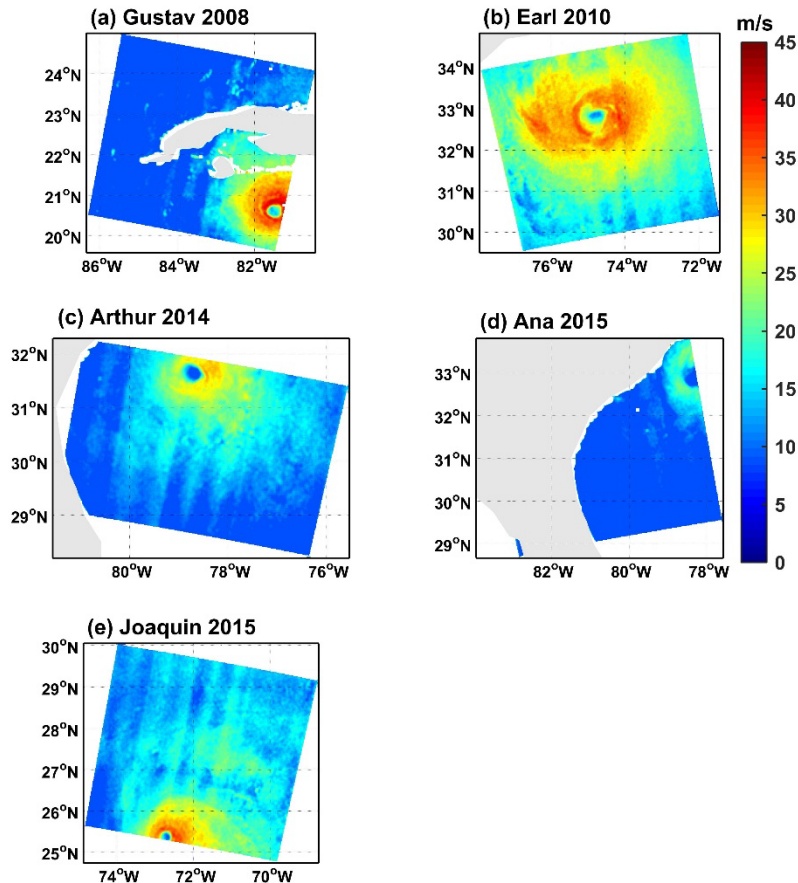 (a) Gustav 2008
25°N
24°N
23°N
22°N
21°N
20°N
86°W 84°W 82°W
(b) Earl 2010
34°N
33°N
32°N
31°N
30°N
76°W 74°W 72°W
m/s
45
40
35
30
25
20
15
10
5
0
(c) Arthur 2014
32°N
31°N
30°N
29°N
80°W 78°W 76°W
(d) Ana 2015
33°N
32°N
31°N
30°N
29°N
82°W 80°W 78°W
(e) Joaquin 2015
30°N
29°N
28°N
27°N
26°N
25°N
74°W 72°W 70°W